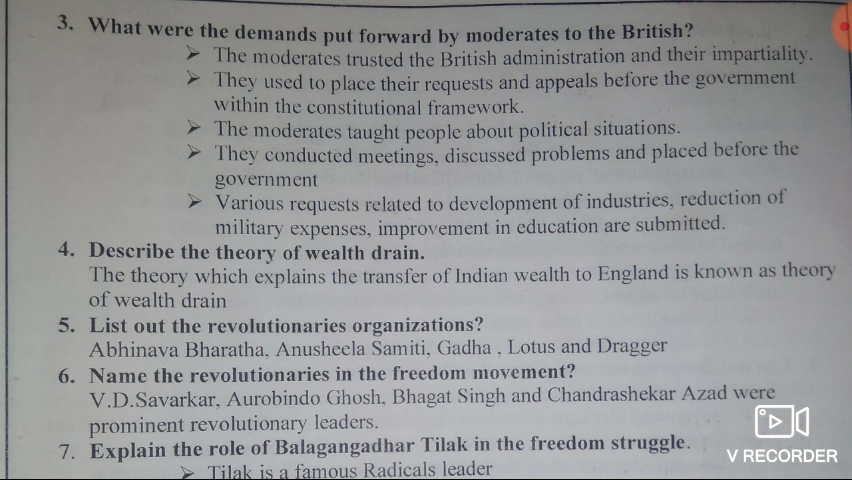 3. What were the demands put forward by moderates to the British?
➢ The moderates trusted the British administration and their impartiality.
➢ They used to place their requests and appeals before the government
within the constitutional framework.
➢ The moderates taught people about political situations.
➢ They conducted meetings, discussed problems and placed before the
government
➢ Various requests related to development of industries, reduction of
military expenses, improvement in education are submitted.
4. Describe the theory of wealth drain.
The theory which explains the transfer of Indian wealth to England is known as theory
of wealth drain
5. List out the revolutionaries organizations?
Abhinava Bharatha, Anusheela Samiti, Gadha , Lotus and Dragger
6. Name the revolutionaries in the freedom movement?
V.D.Savarkar, Aurobindo Ghosh, Bhagat Singh and Chandrashekar Azad were
prominent revolutionary leaders.
7. Explain the role of Balagangadhar Tilak in the freedom struggle.
➢ Tilak is a famous Radicals leader
V RECORDER